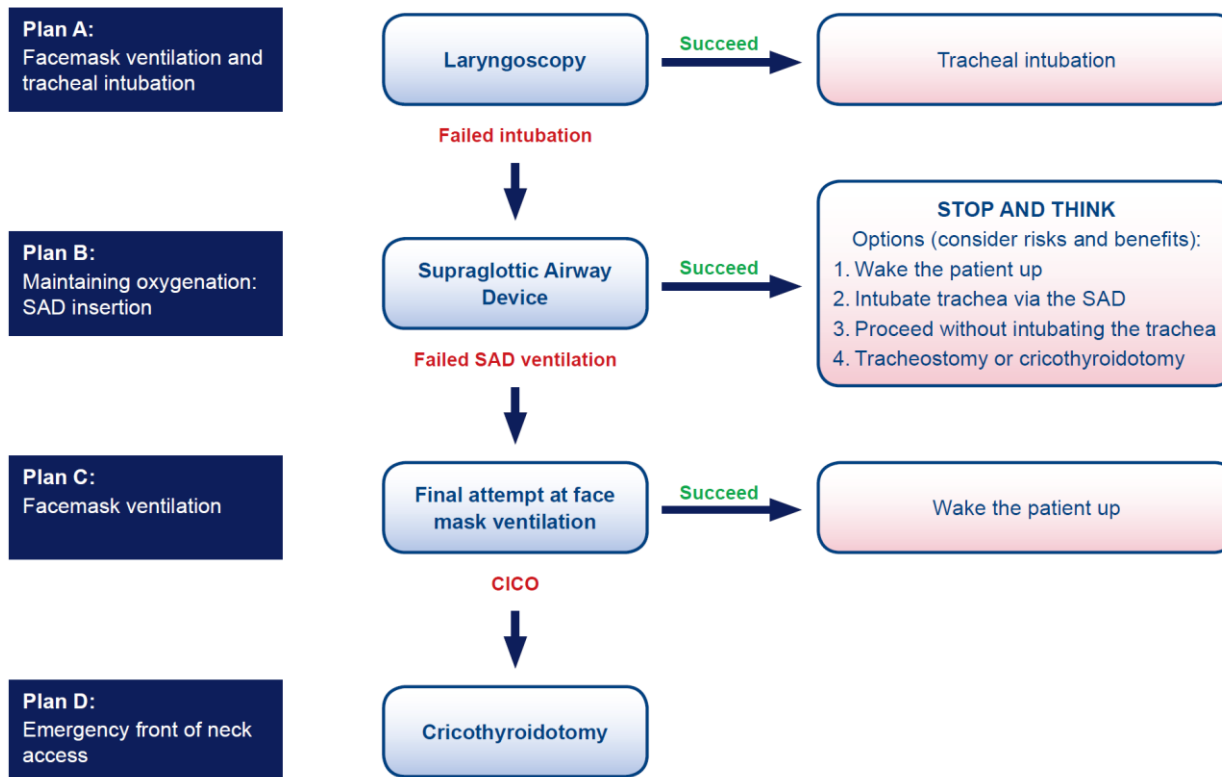 Plan A:
Facemask ventilation and
tracheal intubation
Laryngoscopy
Succeed
Tracheal intubation
Failed intubation
Plan B:
Maintaining oxygenation:
SAD insertion
Supraglottic Airway
Device
Succeed
STOP AND THINK
Options (consider risks and benefits):
1. Wake the patient up
2. Intubate trachea via the SAD
3. Proceed without intubating the trachea
4. Tracheostomy or cricothyroidotomy
Failed SAD ventilation
Plan C:
Facemask ventilation
Final attempt at face
mask ventilation
Succeed
Wake the patient up
CICO
Plan D:
Emergency front of neck
access
Cricothyroidotomy